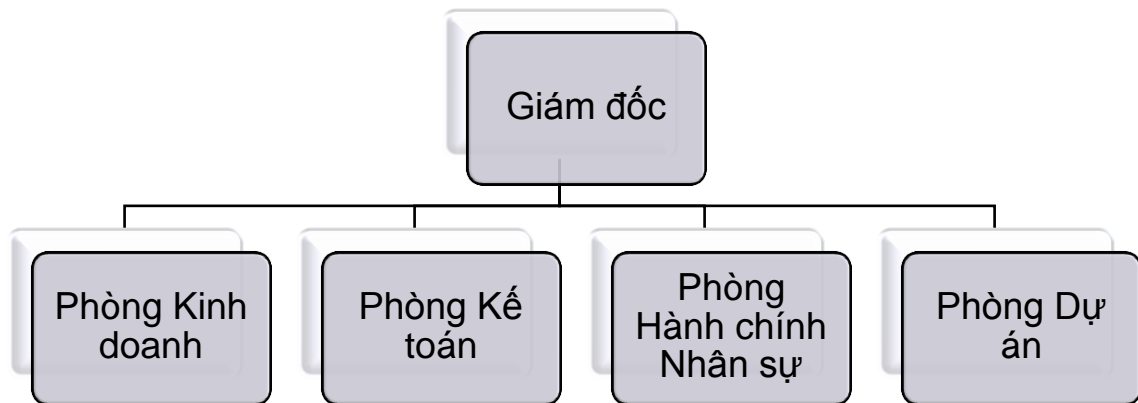 Giám đốc
Phòng Kinh
doanh
Phòng Kế
toán
Phòng
Hành chính
Nhân sự
Phòng Dự
án